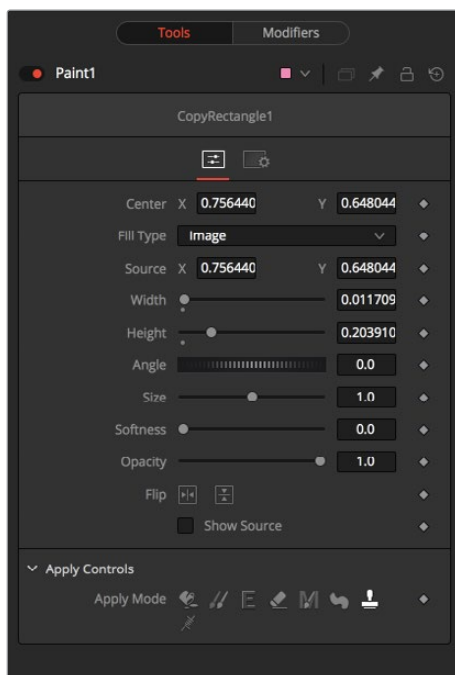 Tools Modifiers
Paint1
CopyRectangle1
Center X 0.756440 Y 0.648044
Fill Type Image
Source X 0.756440 Y 0.648044
Width 0.011709
Height 0.203910
Angle 0.0
Size 1.0
Softness 0.0
Opacity 1.0
Flip
Show Source
Apply Controls
Apply Mode